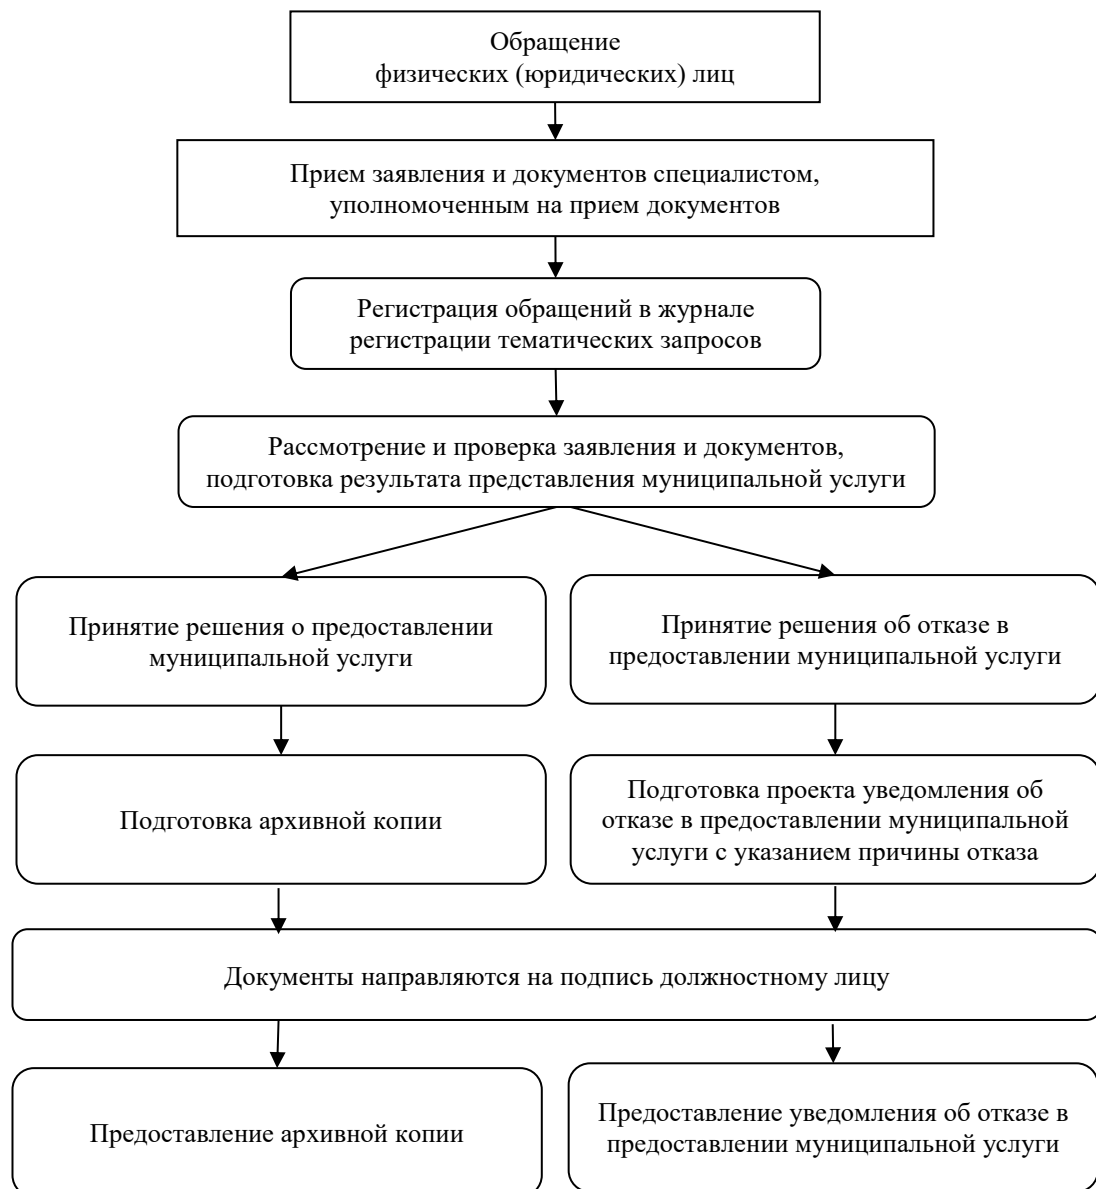 Обращение
физических (юридических) лиц
Прием заявления и документов специалистом,
уполномоченным на прием документов
Регистрация обращений в журнале
регистрации тематических запросов
Рассмотрение и проверка заявления и документов,
подготовка результата представления муниципальной услуги
Принятие решения о предоставлении
муниципальной услуги
Принятие решения об отказе в
предоставлении муниципальной услуги
Подготовка архивной копии
Подготовка проекта уведомления об
отказе в предоставлении муниципальной
услуги с указанием причины отказа
Документы направляются на подпись должностному лицу
Предоставление архивной копии
Предоставление уведомления об отказе в
предоставлении муниципальной услуги